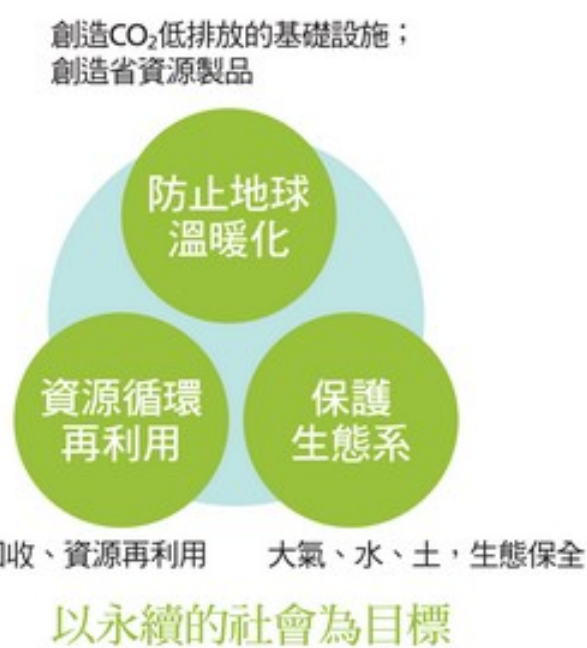 創造CO₂低排放的基礎設施；
創造省資源製品
防止地球
溫暖化
資源循環
再利用
保護
生態系
收、資源再利用
大氣、水、土，生態保全
以永續的社會為目標